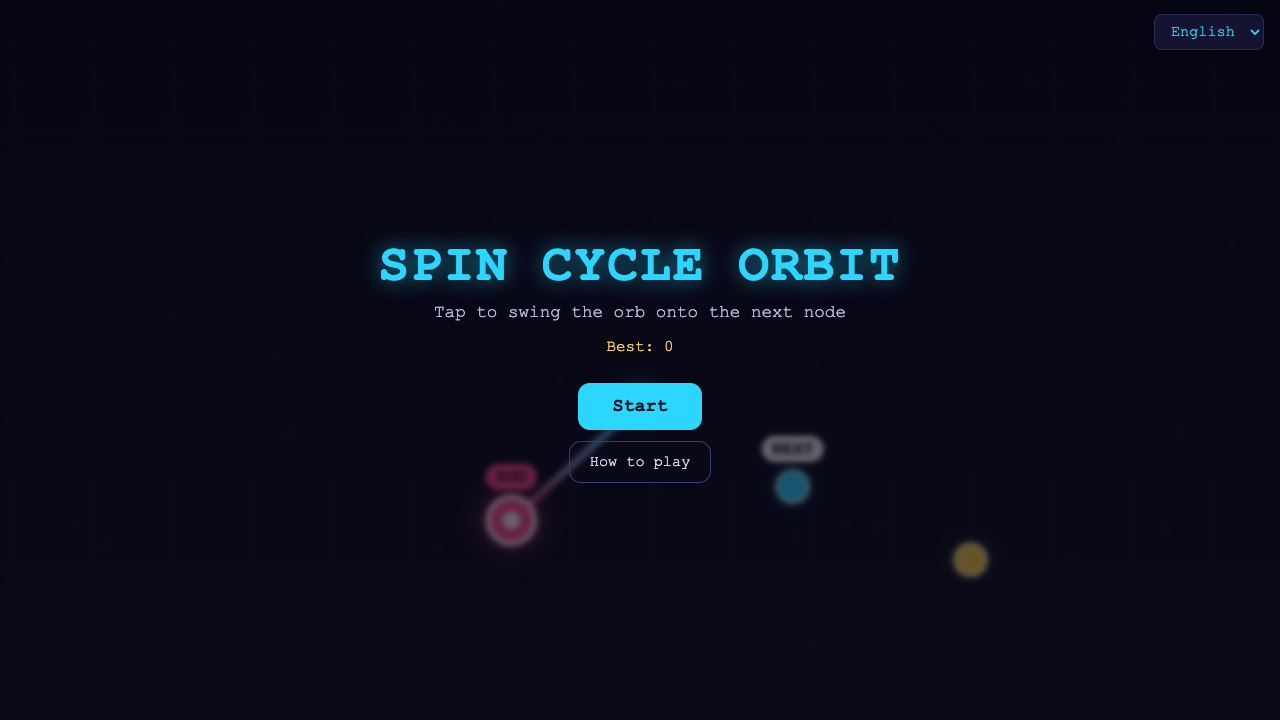 English
SPIN CYCLE ORBIT
Tap to swing the orb onto the next node
Best: 0
Start
How to play
NEXT